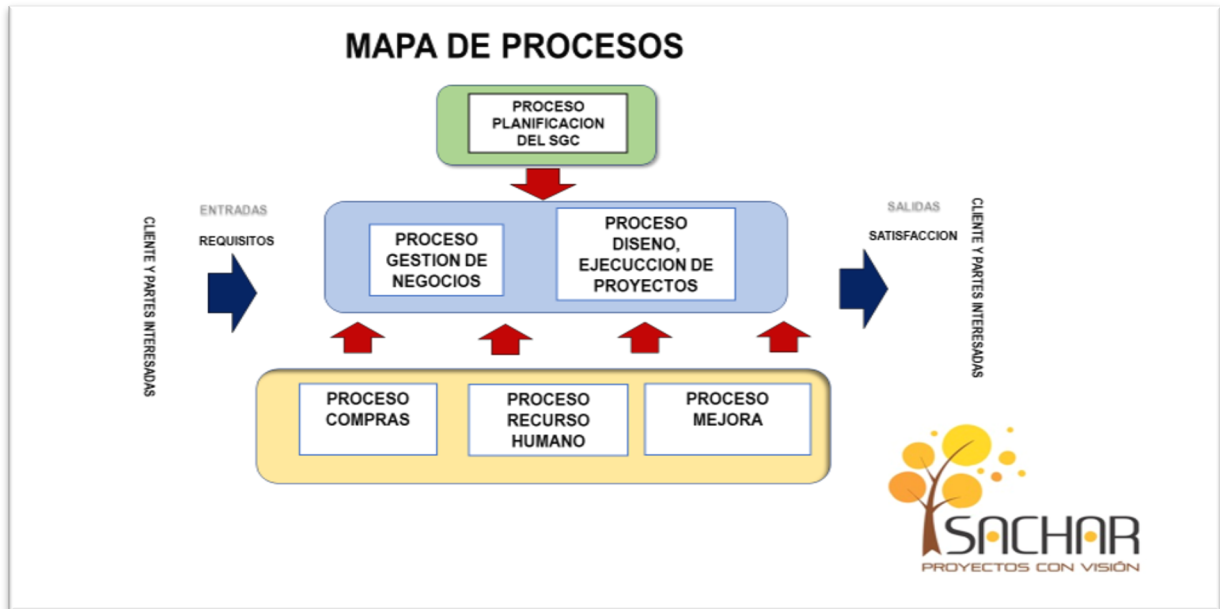 MAPA DE PROCESOS
PROCESO
PLANIFICACION
DEL SGC
CLIENTE Y PARTES INTERESADAS
ENTRADAS
REQUISITOS
PROCESO
GESTION DE
NEGOCIOS
PROCESO
DISENO,
EJECUCCION DE
PROYECTOS
SALIDAS
SATISFACCION
CLIENTE Y PARTES INTERESADAS
PROCESO
COMPRAS
PROCESO
RECURSO
HUMANO
PROCESO
MEJORA
SACHAR
PROYECTOS CON VISIÓN